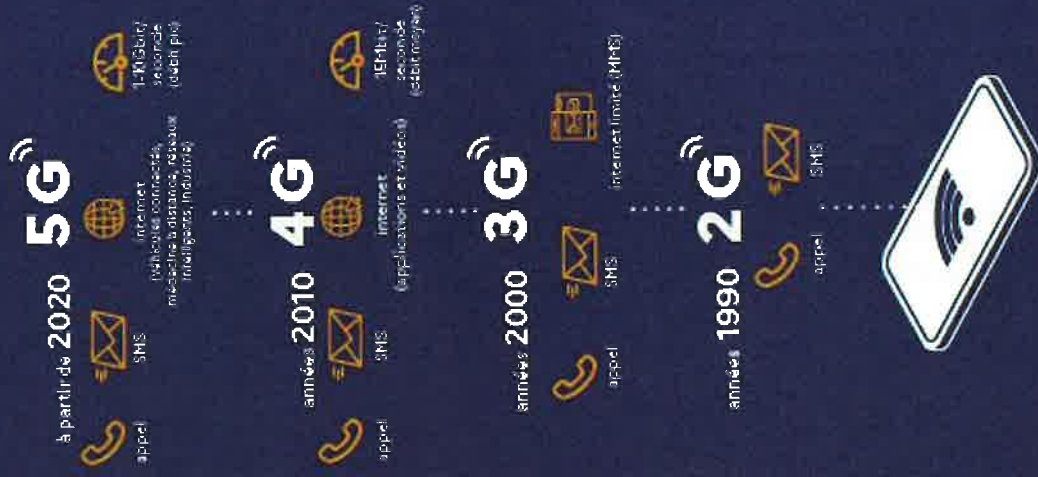 à partir de 2020 5G
appel
SMS
internet
(véhicules connectés,
médecine à distance, réseaux
intelligents, industrie)
1-10Gbit/
seconde
(débit pic)
années 2010 4G
appel
SMS
internet
(applications et vidéos)
seconde
(débit moyen)
années 2000 3G
appel
SMS
internet limité (MMS)
années 1990 2G
appel
SMS